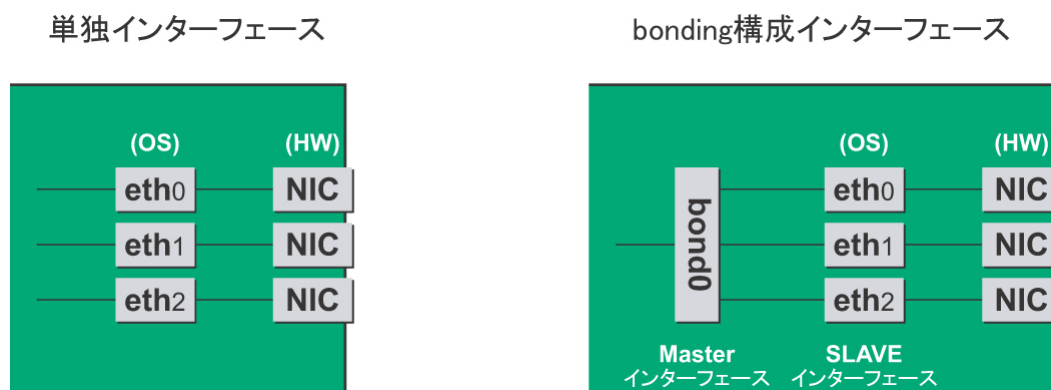 単独インターフェース
(OS) (HW)
eth0 NIC
eth1 NIC
eth2 NIC
bonding構成インターフェース
(OS) (HW)
bond0
eth0 NIC
eth1 NIC
eth2 NIC
Master SLAVE
インターフェース インターフェース